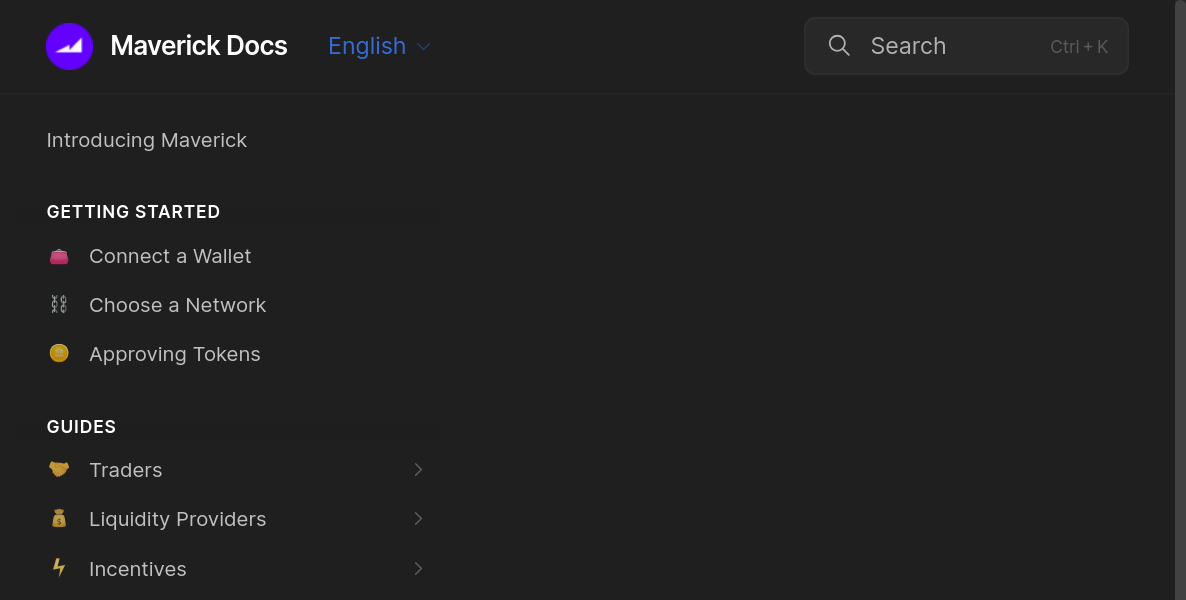 Maverick Docs English Search Ctrl + K
Introducing Maverick
GETTING STARTED
Connect a Wallet
Choose a Network
Approving Tokens
GUIDES
Traders
Liquidity Providers
Incentives